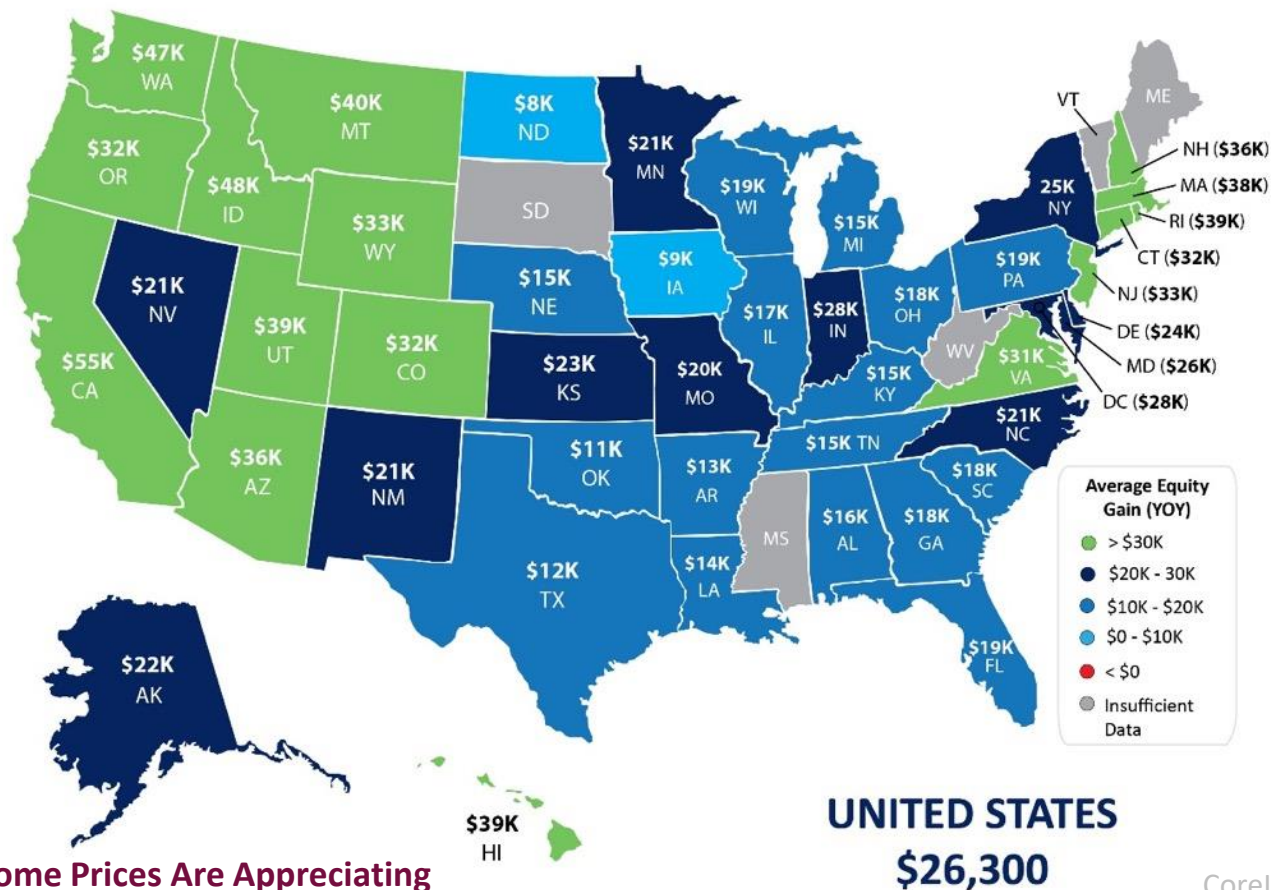 $47K
WA
$40K
MT
$8K
ND
$21K
MN
VT
ME
$32K
OR
$48K
ID
$33K
WY
SD
$19K
WI
$15K
MI
25K
NY
NH ($36K)
MA ($38K)
RI ($39K)
CT ($32K)
NJ ($33K)
DE ($24K)
MD ($26K)
DC ($28K)
$21K
NV
$39K
UT
$32K
CO
$15K
NE
$9K
IA
$17K
IL
$28K
IN
$18K
OH
$19K
PA
WV
$31K
VA
$55K
CA
$23K
KS
$20K
MO
$15K
KY
$21K
NC
$36K
AZ
$21K
NM
$11K
OK
$13K
AR
$15K TN
$18K
SC
$12K
TX
$14K
LA
MS
$16K
AL
$18K
GA
$19K
FL
$22K
AK
$39K
HI
Average Equity
Gain (YOY)
> $30K
$20K - 30K
$10K - $20K
$0 - $10K
< $0
Insufficient
Data
UNITED STATES
$26,300
ome Prices Are Appreciating